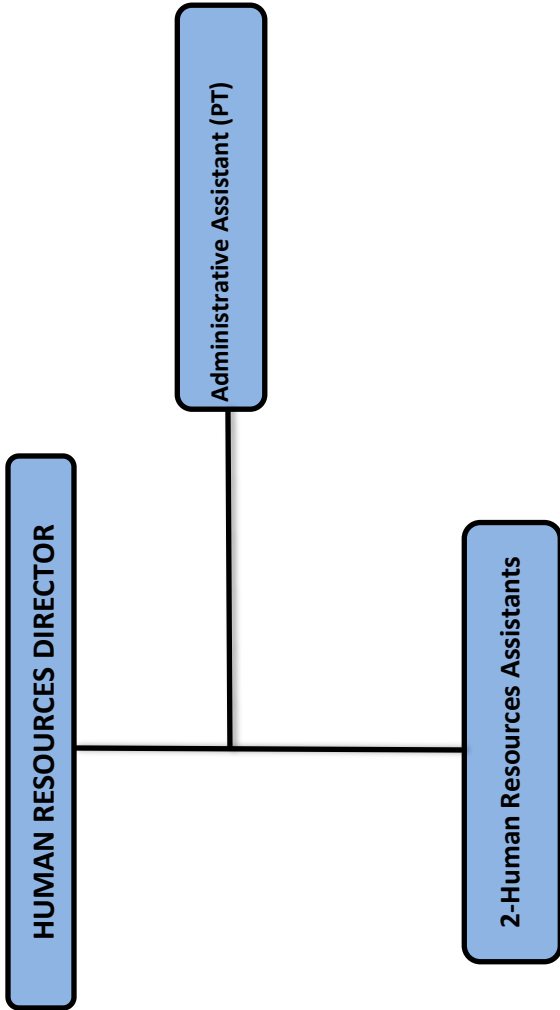 HUMAN RESOURCES DIRECTOR
Administrative Assistant (PT)
2-Human Resources Assistants